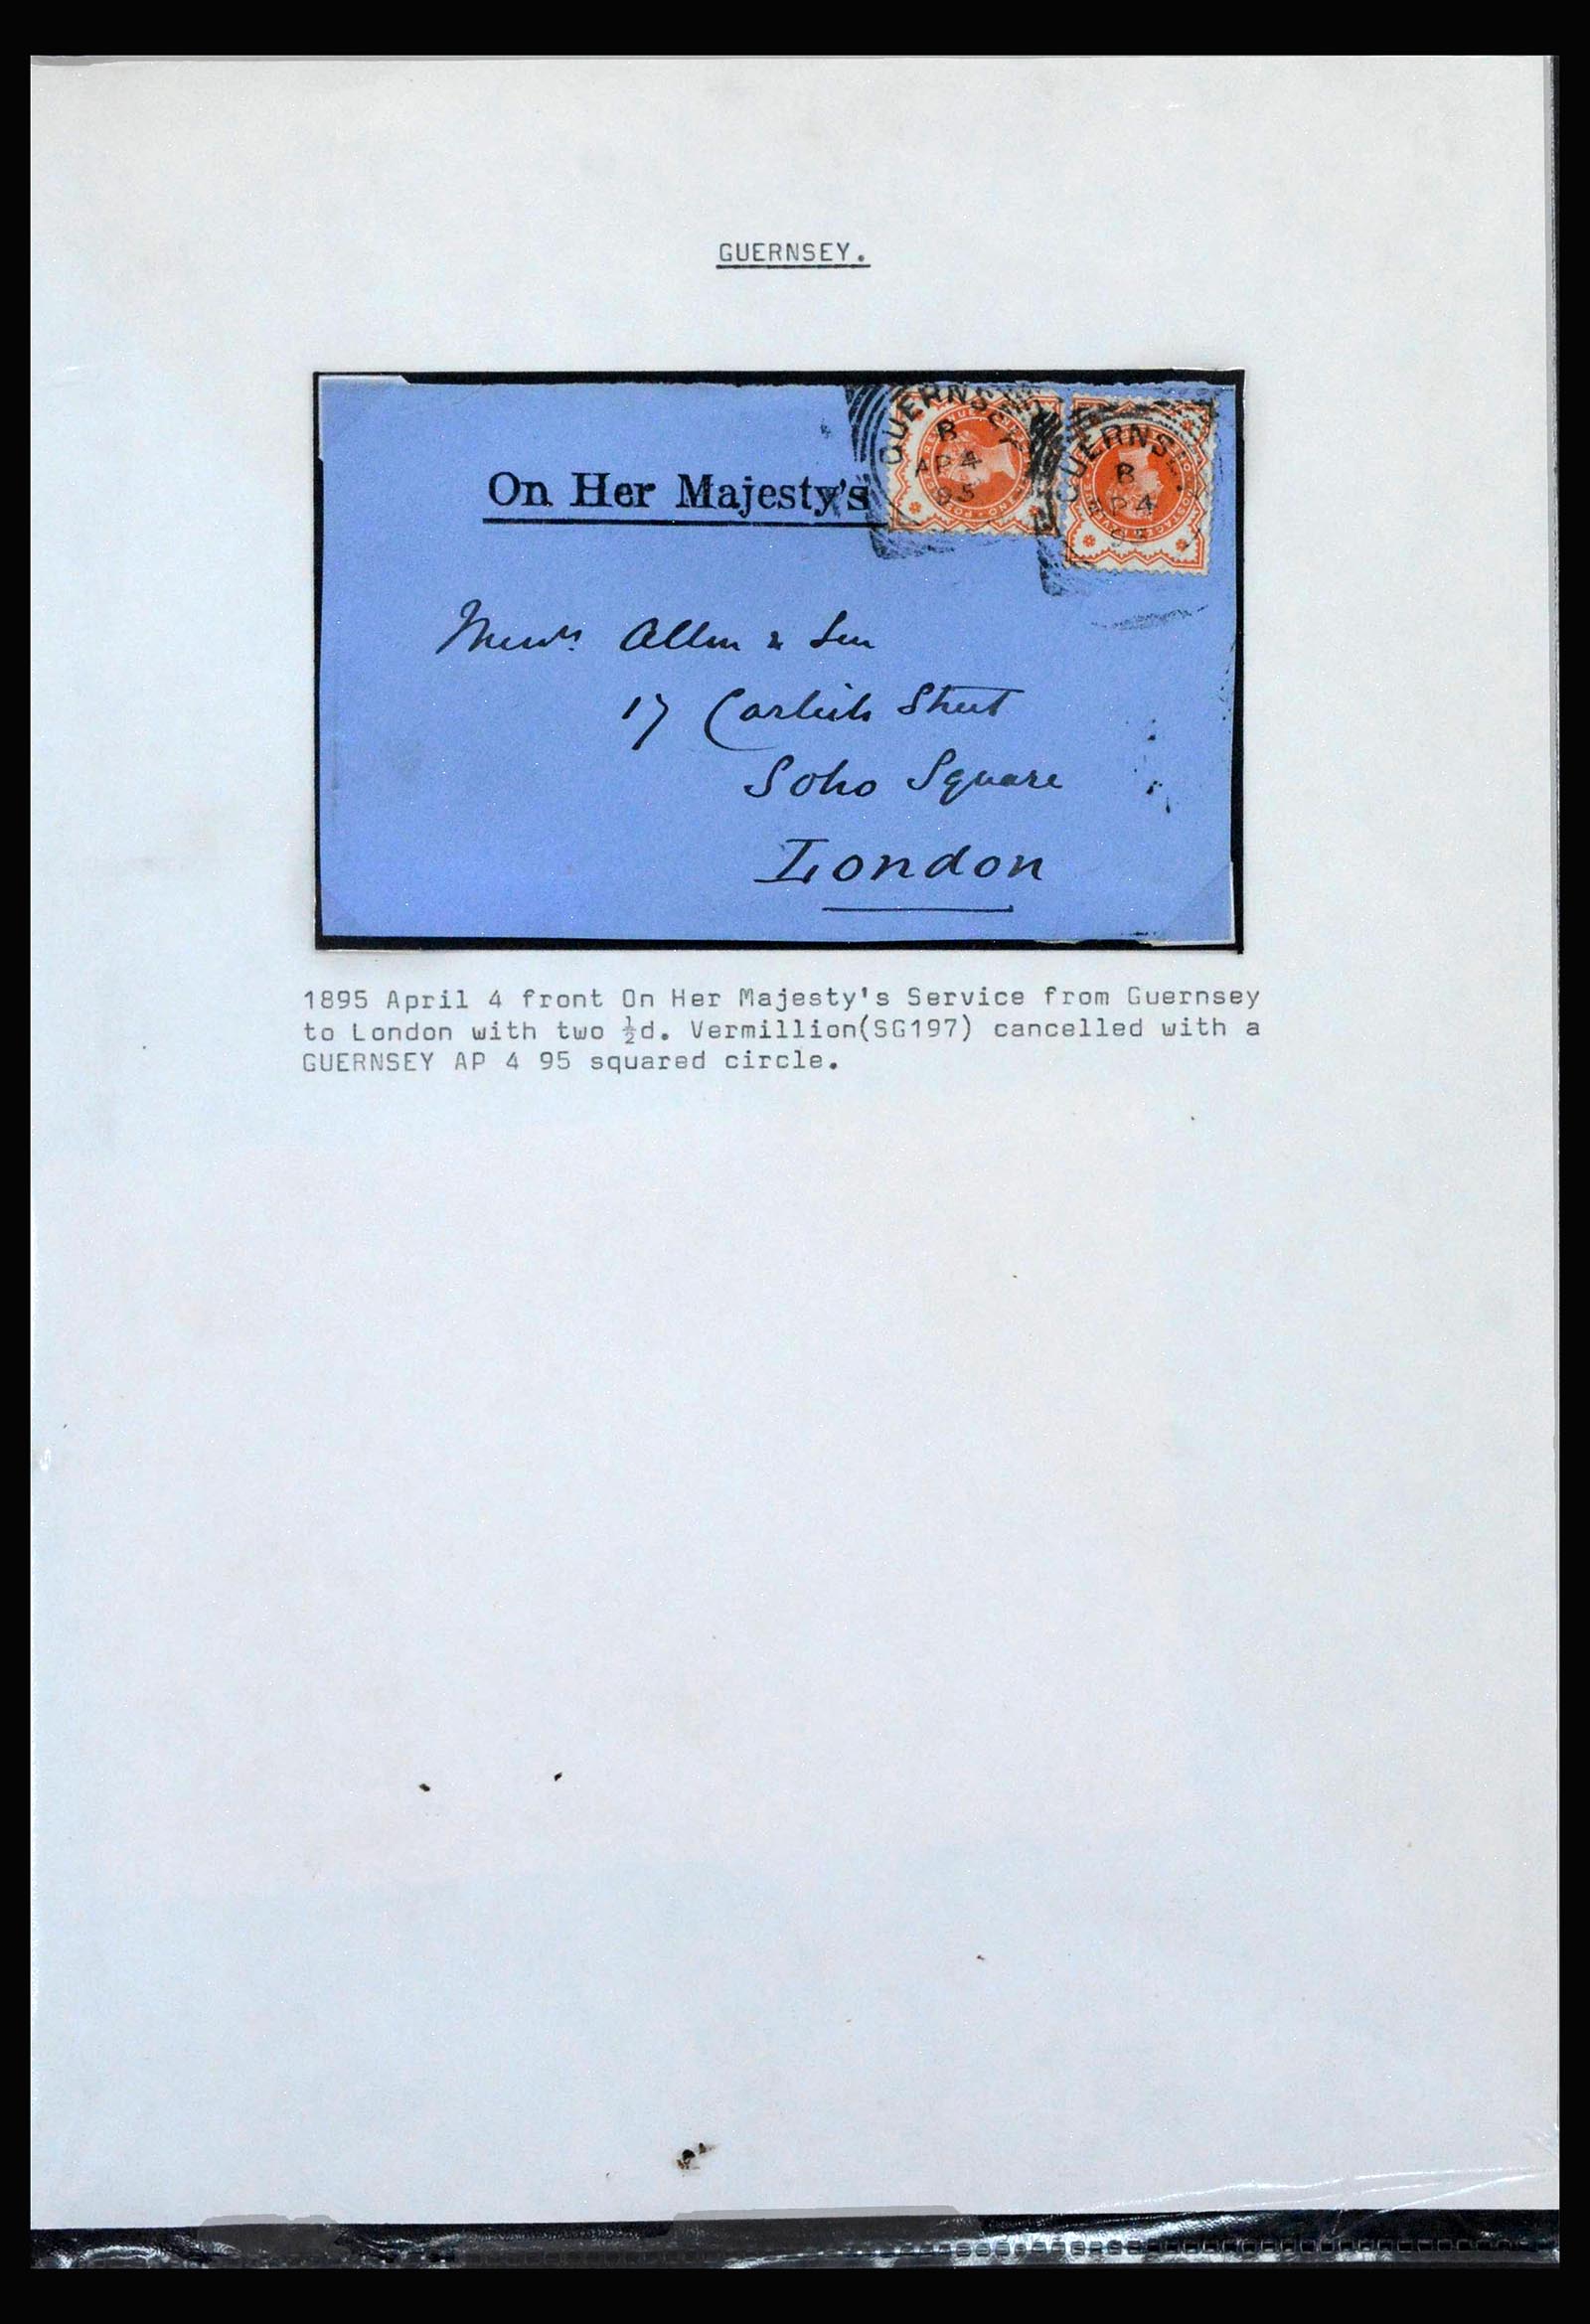 GUERNSEY.
On Her Majesty's
GUERNSEY
B
AP 4
95
GUERNSE
B
AP 4
95
Messrs Allen & Son
17 Carlisle Street
Soho Square
London
1895 April 4 front On Her Majesty's Service from Guernsey
to London with two ½d. Vermillion(SG197) cancelled with a
GUERNSEY AP 4 95 squared circle.